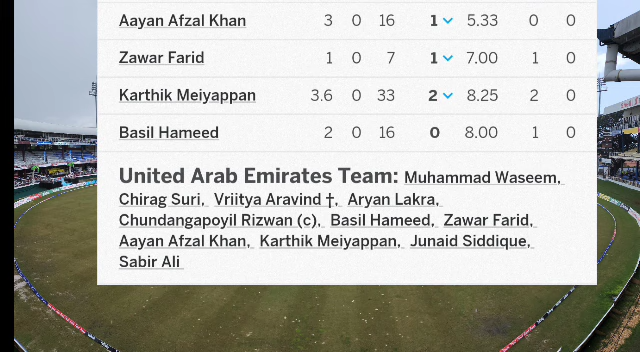 Aayan Afzal Khan 3 0 16 1 5.33 0 0
Zawar Farid 1 0 7 1 7.00 1 0
Karthik Meiyappan 3.6 0 33 2 8.25 2 0
Basil Hameed 2 0 16 0 8.00 1 0
United Arab Emirates Team: Muhammad Waseem,
Chirag Suri, Vriitya Aravind †, Aryan Lakra,
Chundangapoyil Rizwan (c), Basil Hameed, Zawar Farid,
Aayan Afzal Khan, Karthik Meiyappan, Junaid Siddique,
Sabir Ali